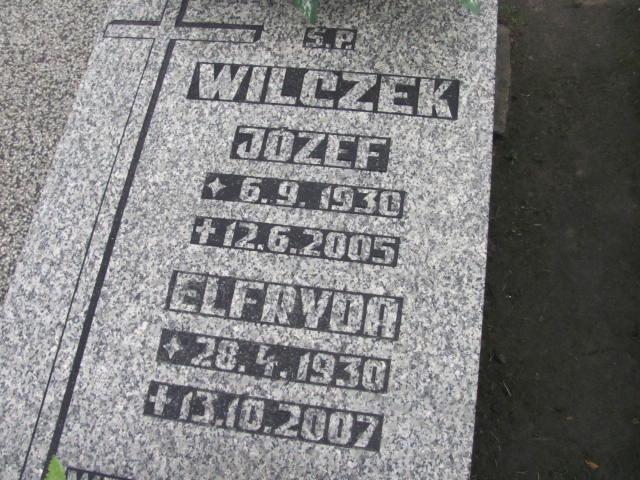 Ś.P.
WILCZEK
JÓZEF
6.9.1930
✝12.6.2005
ELFRYDA
28.4.1930
✝13.10.2007